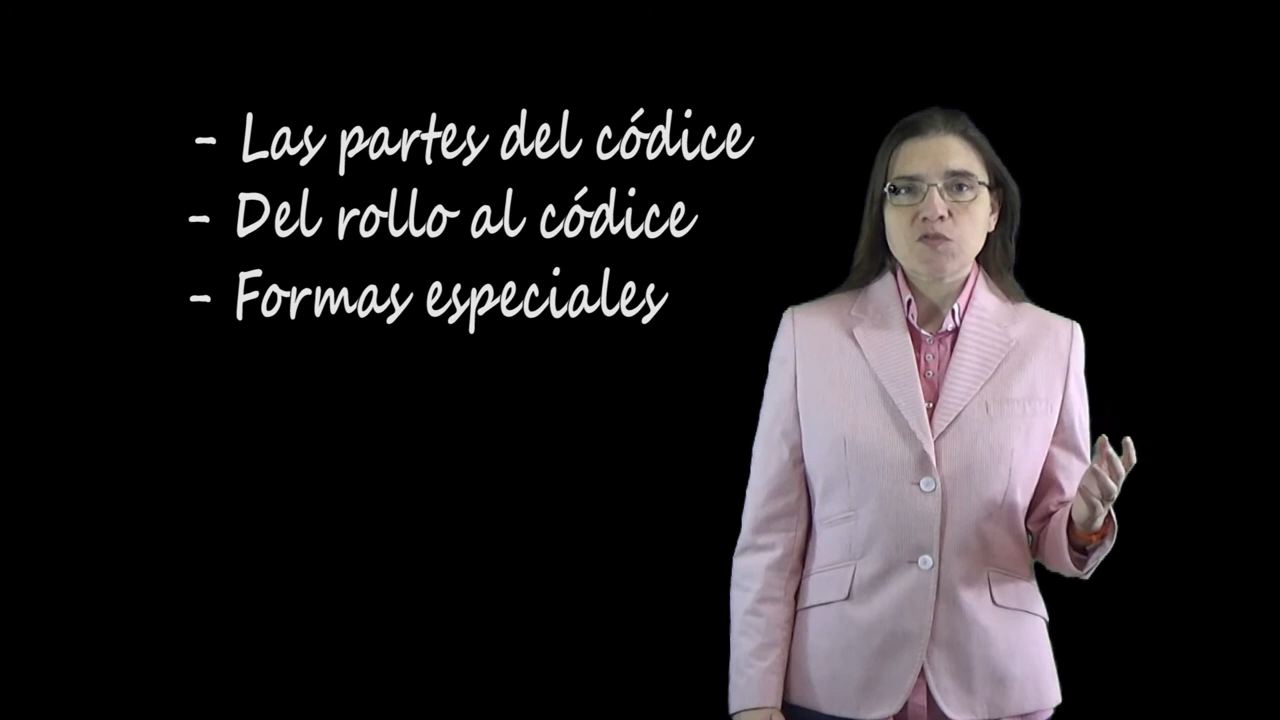 - Las partes del códice
- Del rollo al códice
- Formas especiales